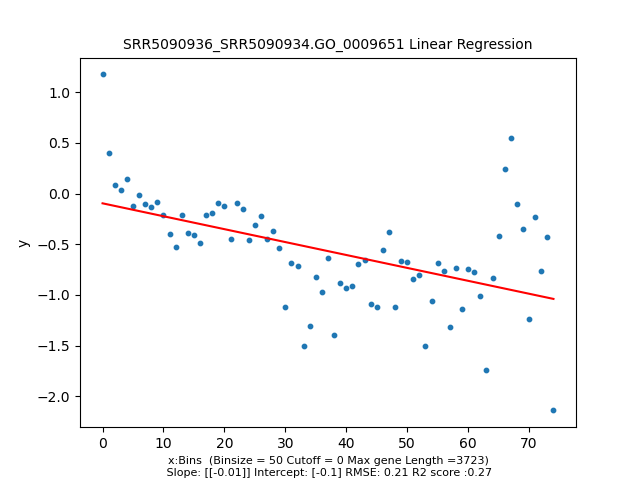 SRR5090936_SRR5090934.GO_0009651 Linear Regression
1.0
0.5
0.0
−0.5
−1.0
−1.5
−2.0
y
0 10 20 30 40 50 60 70
x:Bins  (Binsize = 50 Cutoff = 0 Max gene Length =3723)
Slope: [[-0.01]] Intercept: [-0.1] RMSE: 0.21 R2 score :0.27